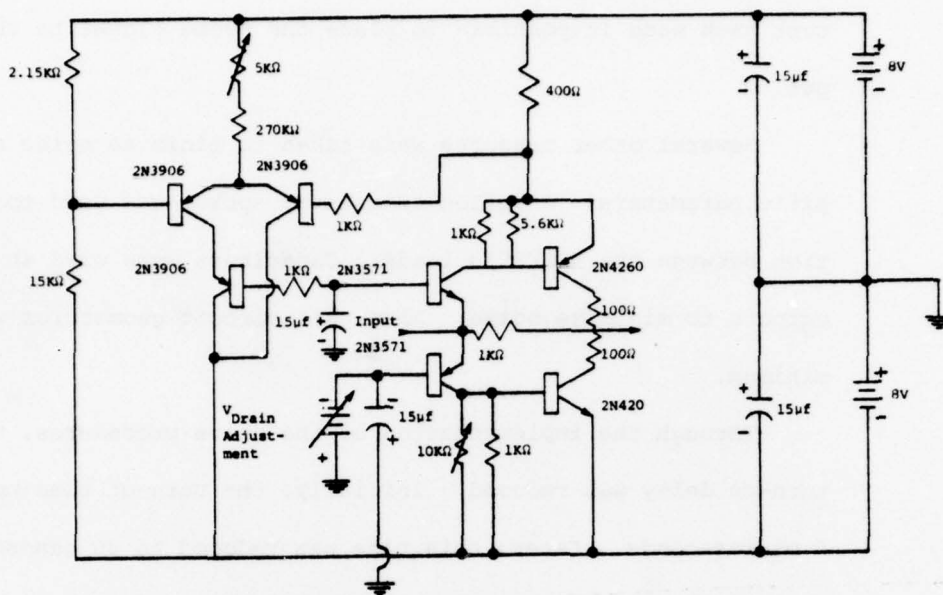 5KΩ
2.15KΩ
270KΩ
400Ω
15µf
8V
2N3906
2N3906
1KΩ
1KΩ
5.6KΩ
15KΩ
2N3906
1KΩ
2N3571
2N4260
15µf
Input
100Ω
2N3571
1KΩ
100Ω
V Drain
Adjust-
ment
15µf
10KΩ
1KΩ
2N420
15µf
8V